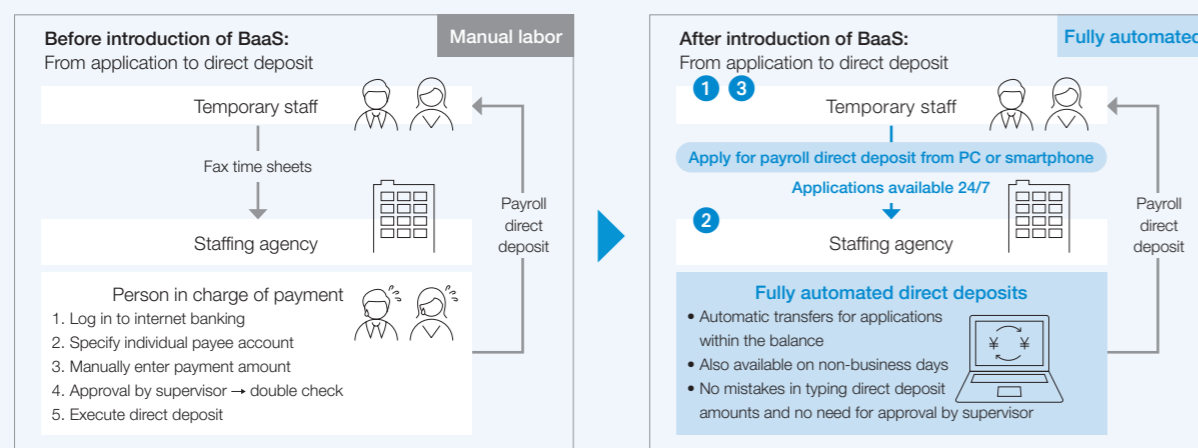 Before introduction of BaaS:
Manual labor
From application to direct deposit
Temporary staff
Fax time sheets
Staffing agency
Payroll
direct
deposit
Person in charge of payment
1. Log in to internet banking
2. Specify individual payee account
3. Manually enter payment amount
4. Approval by supervisor → double check
5. Execute direct deposit
After introduction of BaaS:
Fully automated
From application to direct deposit
1 3
Temporary staff
Apply for payroll direct deposit from PC or smartphone
Applications available 24/7
2
Staffing agency
Payroll
direct
deposit
Fully automated direct deposits
• Automatic transfers for applications
within the balance
• Also available on non-business days
• No mistakes in typing direct deposit
amounts and no need for approval by supervisor
¥ ¥